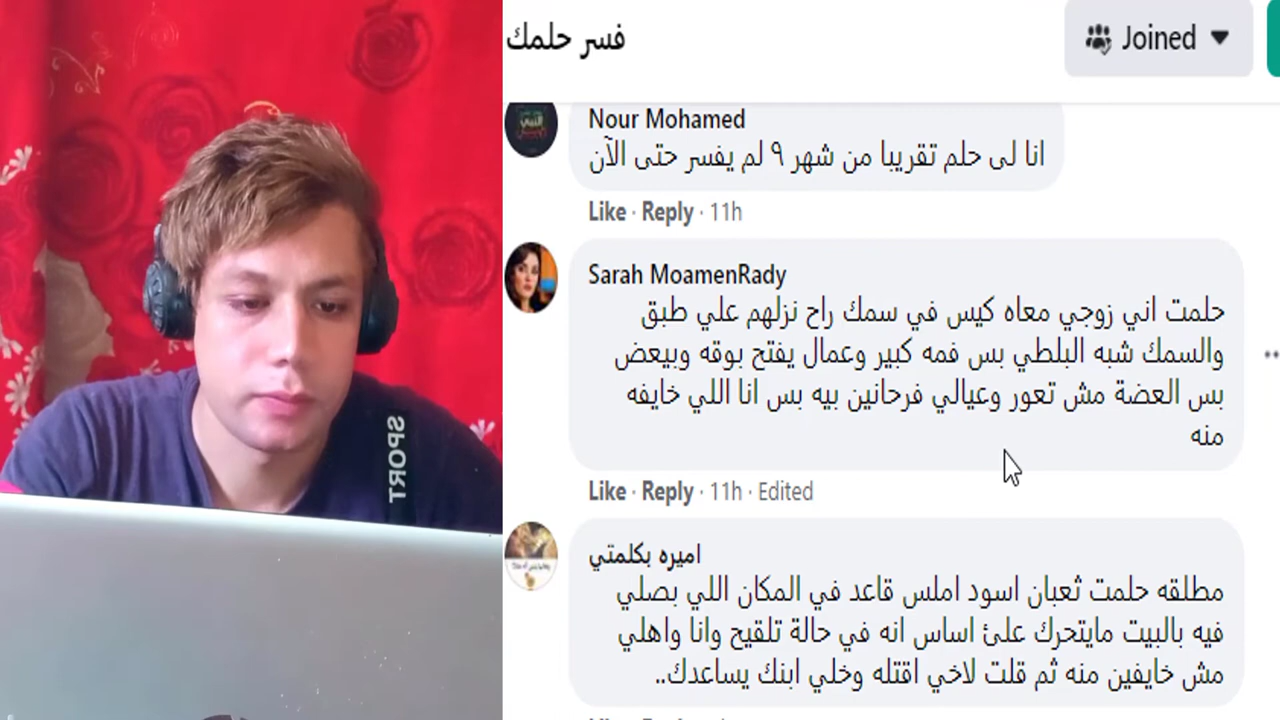 فسر حلمك
Joined
Nour Mohamed
انا لى حلم تقريبا من شهر ٩ لم يفسر حتى الآن
Like · Reply · 11h
Sarah MoamenRady
حلمت اني زوجي معاه كيس في سمك راح نزلهم علي طبق
والسمك شبه البلطي بس فمه كبير وعمال يفتح بوقه وبيعض
بس العضة مش تعور وعيالي فرحانين بيه بس انا اللي خايفه
منه
Like · Reply · 11h · Edited
اميره بكلمتي
مطلقه حلمت ثعبان اسود املس قاعد في المكان اللي بصلي
فيه بالبيت مايتحرك علئ اساس انه في حالة تلقيح وانا واهلي
مش خايفين منه ثم قلت لاخي اقتله وخلي ابنك يساعدك..
SPORT